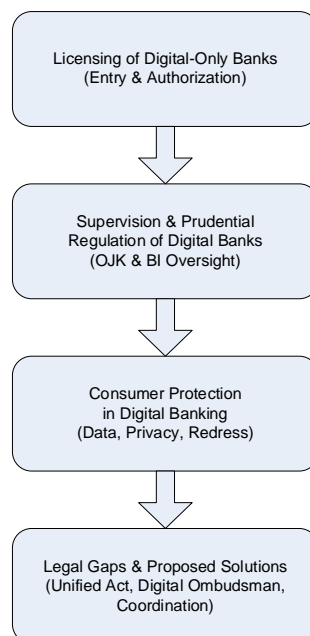 Licensing of Digital-Only Banks
(Entry & Authorization)
Supervision & Prudential
Regulation of Digital Banks
(OJK & BI Oversight)
Consumer Protection
in Digital Banking
(Data, Privacy, Redress)
Legal Gaps & Proposed Solutions
(Unified Act, Digital Ombudsman,
Coordination)